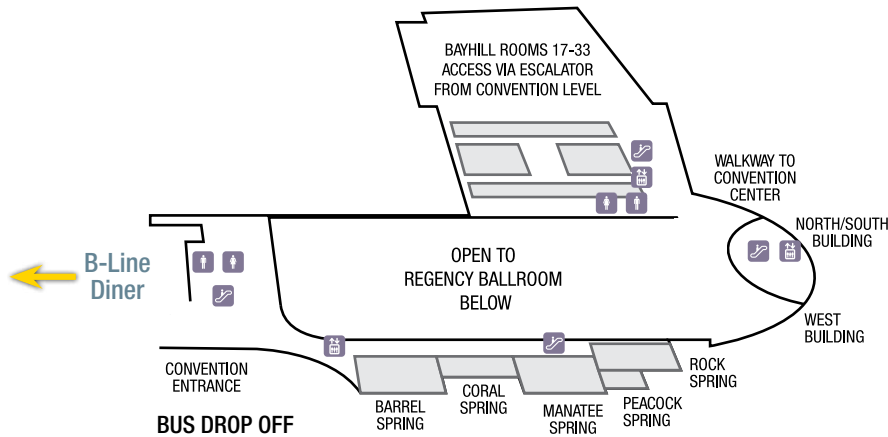 BAYHILL ROOMS 17-33
ACCESS VIA ESCALATOR
FROM CONVENTION LEVEL
WALKWAY TO
CONVENTION
CENTER
NORTH/SOUTH
BUILDING
B-Line
Diner
OPEN TO
REGENCY BALLROOM
BELOW
WEST
BUILDING
CONVENTION
ENTRANCE
BUS DROP OFF
BARREL
SPRING
CORAL
SPRING
MANATEE
SPRING
PEACOCK
SPRING
ROCK
SPRING